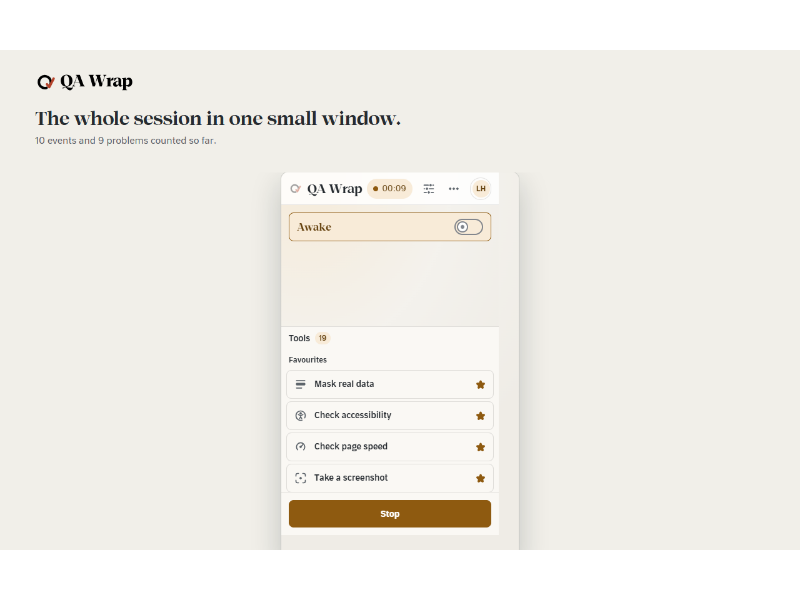 QA Wrap
The whole session in one small window.
10 events and 9 problems counted so far.
QA Wrap 00:09 LH
Awake
Tools 19
Favourites
Mask real data
Check accessibility
Check page speed
Take a screenshot
Stop